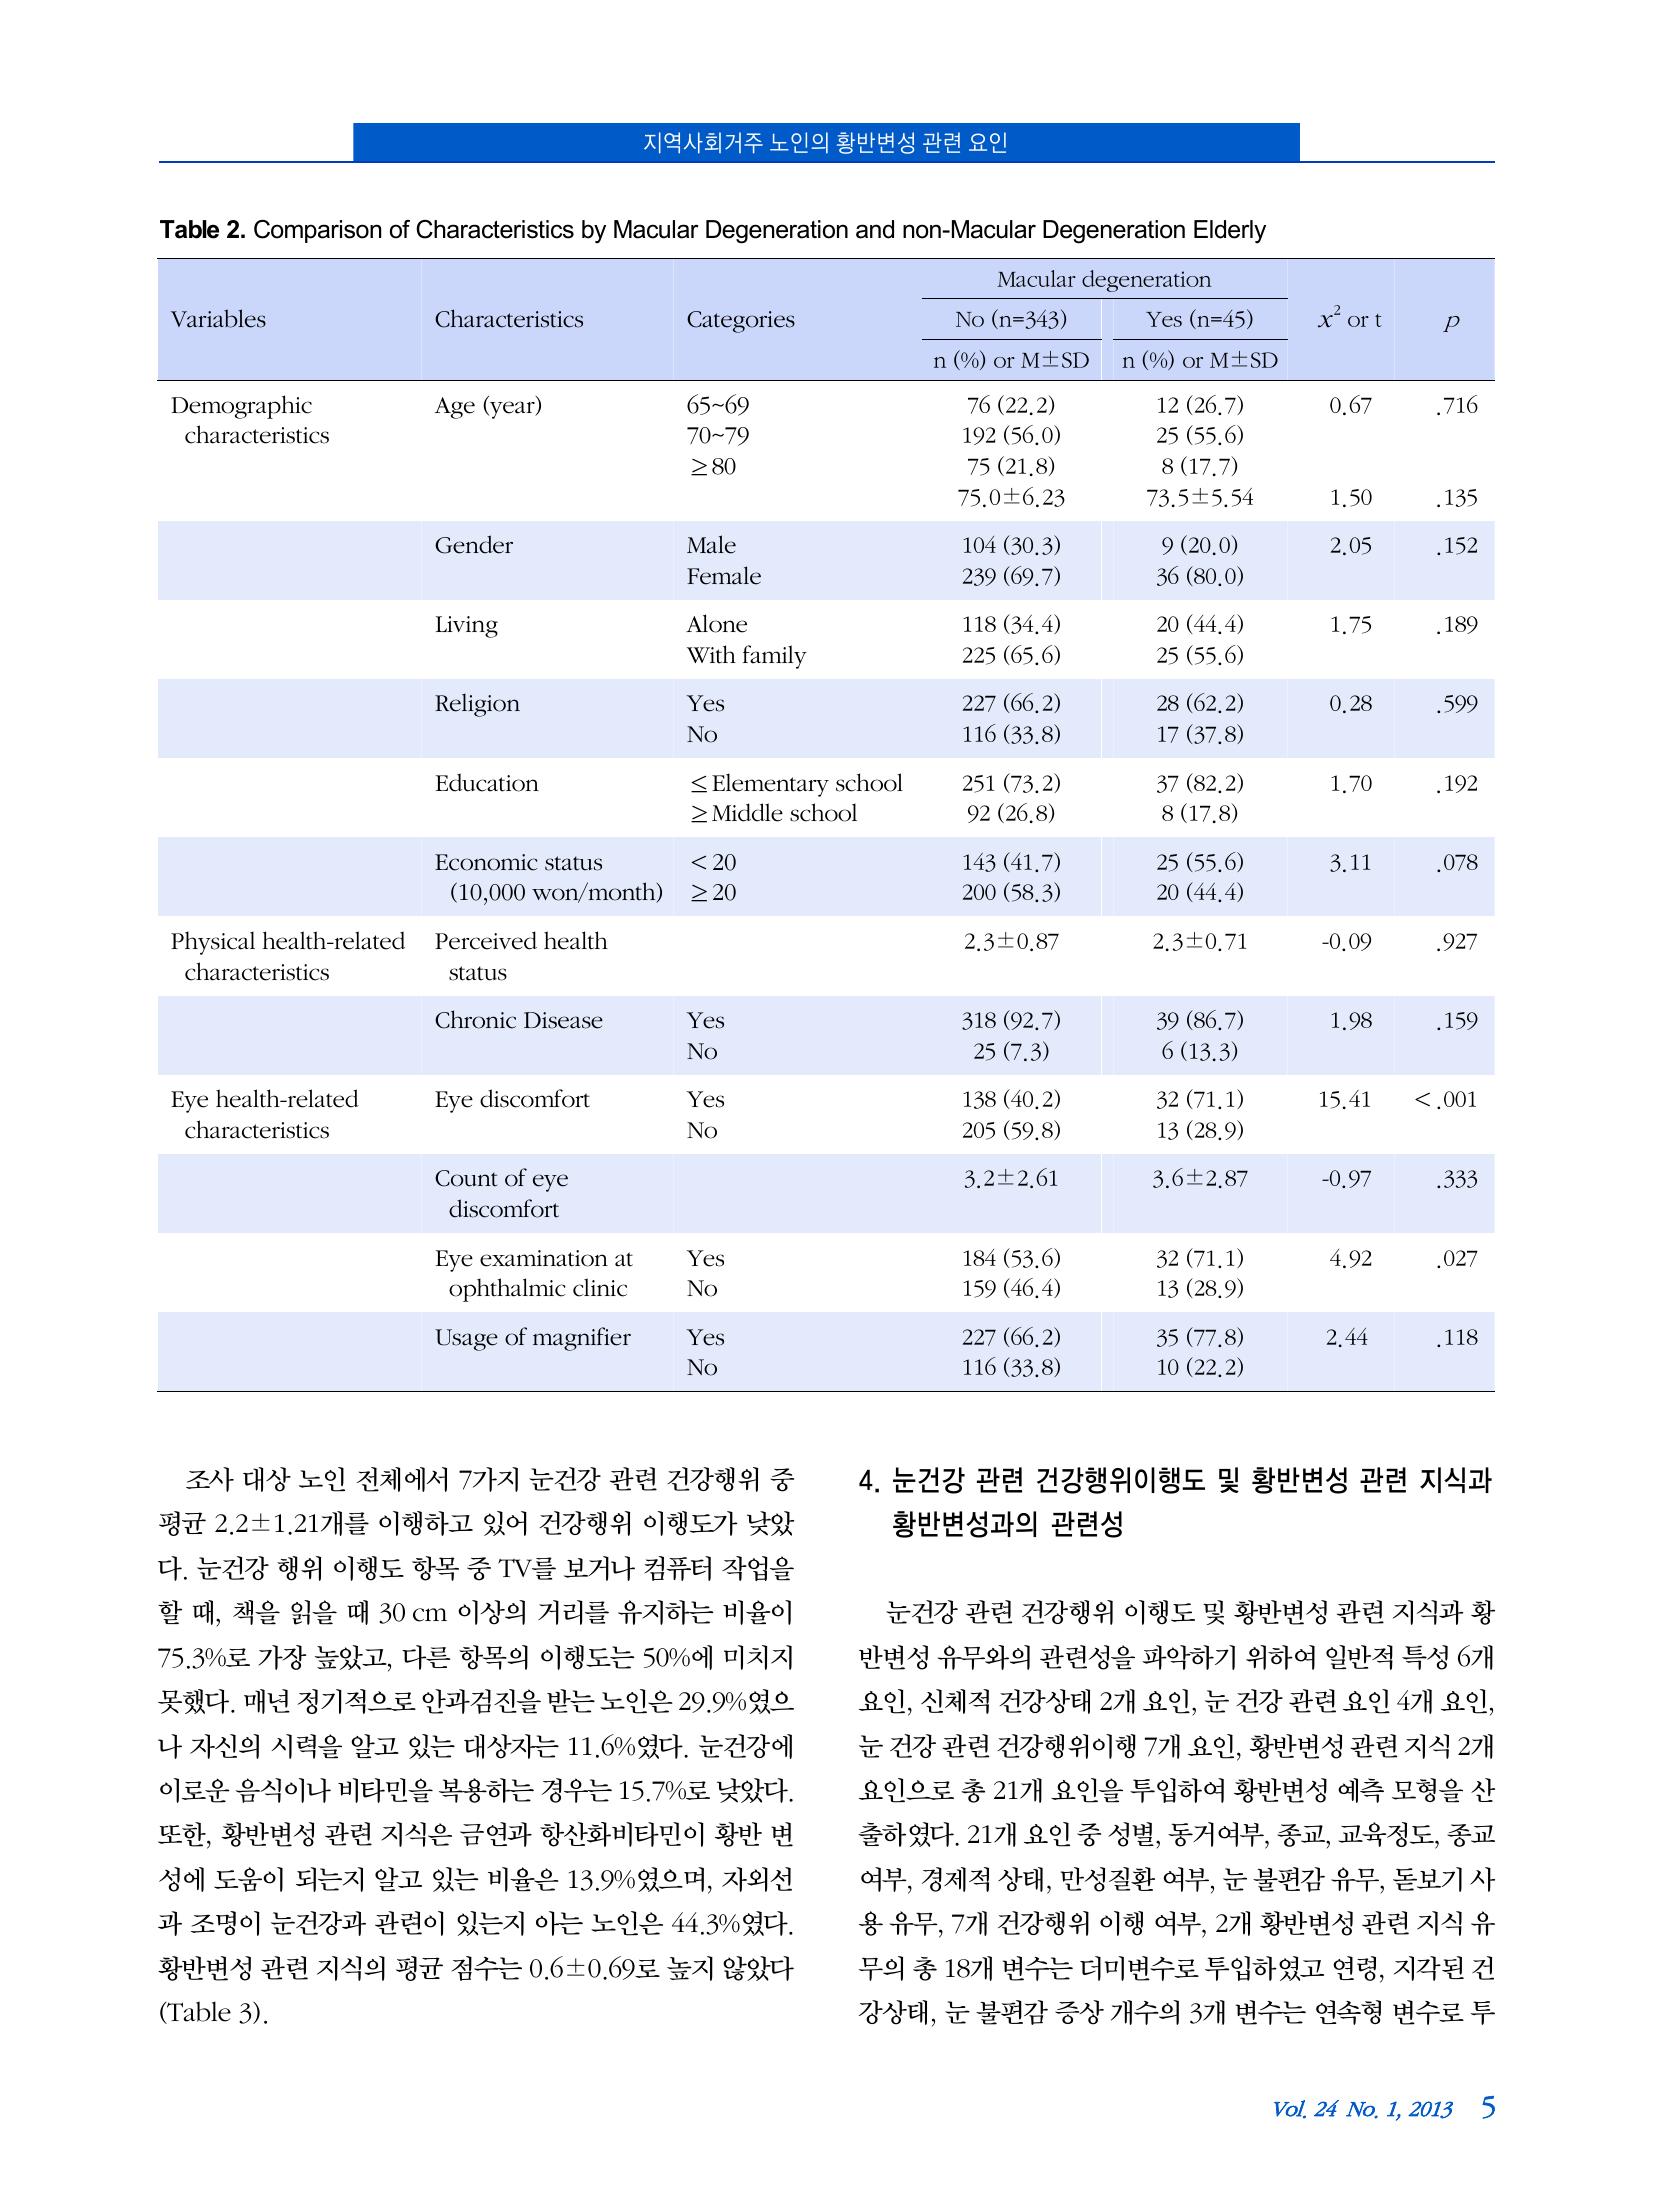 지역사회거주 노인의 황반변성 관련 요인
Table 2. Comparison of Characteristics by Macular Degeneration and non-Macular Degeneration Elderly
Macular degeneration
Variables Characteristics Categories No (n=343) Yes (n=45) x² or t p
n (%) or M±SD n (%) or M±SD
Demographic Age (year) 65~69 76 (22.2) 12 (26.7) 0.67 .716
characteristics 70~79 192 (56.0) 25 (55.6)
≥80 75 (21.8) 8 (17.7)
75.0±6.23 73.5±5.54 1.50 .135
Gender Male 104 (30.3) 9 (20.0) 2.05 .152
Female 239 (69.7) 36 (80.0)
Living Alone 118 (34.4) 20 (44.4) 1.75 .189
With family 225 (65.6) 25 (55.6)
Religion Yes 227 (66.2) 28 (62.2) 0.28 .599
No 116 (33.8) 17 (37.8)
Education ≤Elementary school 251 (73.2) 37 (82.2) 1.70 .192
≥Middle school 92 (26.8) 8 (17.8)
Economic status <20 143 (41.7) 25 (55.6) 3.11 .078
(10,000 won/month) ≥20 200 (58.3) 20 (44.4)
Physical health-related Perceived health 2.3±0.87 2.3±0.71 -0.09 .927
characteristics status
Chronic Disease Yes 318 (92.7) 39 (86.7) 1.98 .159
No 25 (7.3) 6 (13.3)
Eye health-related Eye discomfort Yes 138 (40.2) 32 (71.1) 15.41 <.001
characteristics No 205 (59.8) 13 (28.9)
Count of eye 3.2±2.61 3.6±2.87 -0.97 .333
discomfort
Eye examination at Yes 184 (53.6) 32 (71.1) 4.92 .027
ophthalmic clinic No 159 (46.4) 13 (28.9)
Usage of magnifier Yes 227 (66.2) 35 (77.8) 2.44 .118
No 116 (33.8) 10 (22.2)
조사 대상 노인 전체에서 7가지 눈건강 관련 건강행위 중
평균 2.2±1.21개를 이행하고 있어 건강행위 이행도가 낮았
다. 눈건강 행위 이행도 항목 중 TV를 보거나 컴퓨터 작업을
할 때, 책을 읽을 때 30 cm 이상의 거리를 유지하는 비율이
75.3%로 가장 높았고, 다른 항목의 이행도는 50%에 미치지
못했다. 매년 정기적으로 안과검진을 받는 노인은 29.9%였으
나 자신의 시력을 알고 있는 대상자는 11.6%였다. 눈건강에
이로운 음식이나 비타민을 복용하는 경우는 15.7%로 낮았다.
또한, 황반변성 관련 지식은 금연과 항산화비타민이 황반 변
성에 도움이 되는지 알고 있는 비율은 13.9%였으며, 자외선
과 조명이 눈건강과 관련이 있는지 아는 노인은 44.3%였다.
황반변성 관련 지식의 평균 점수는 0.6±0.69로 높지 않았다
(Table 3).
4. 눈건강 관련 건강행위이행도 및 황반변성 관련 지식과
황반변성과의 관련성
눈건강 관련 건강행위 이행도 및 황반변성 관련 지식과 황
반변성 유무와의 관련성을 파악하기 위하여 일반적 특성 6개
요인, 신체적 건강상태 2개 요인, 눈 건강 관련 요인 4개 요인,
눈 건강 관련 건강행위이행 7개 요인, 황반변성 관련 지식 2개
요인으로 총 21개 요인을 투입하여 황반변성 예측 모형을 산
출하였다. 21개 요인 중 성별, 동거여부, 종교, 교육정도, 종교
여부, 경제적 상태, 만성질환 여부, 눈 불편감 유무, 돋보기 사
용 유무, 7개 건강행위 이행 여부, 2개 황반변성 관련 지식 유
무의 총 18개 변수는 더미변수로 투입하였고 연령, 지각된 건
강상태, 눈 불편감 증상 개수의 3개 변수는 연속형 변수로 투
Vol. 24 No. 1, 2013 5